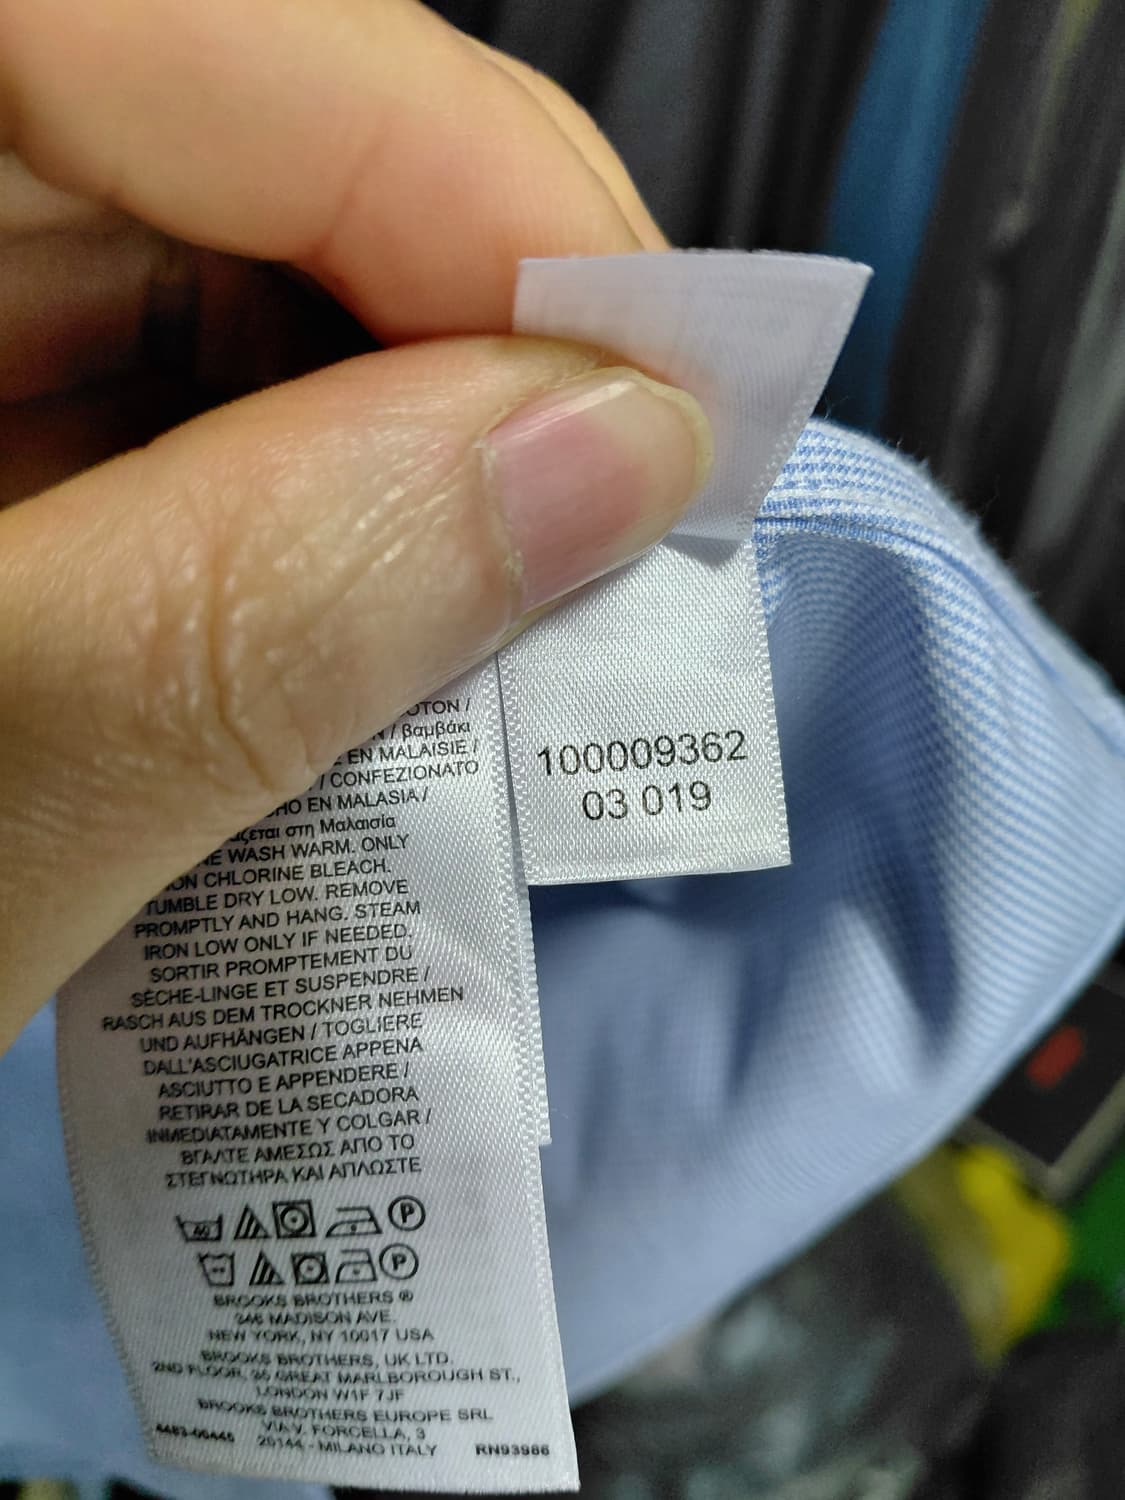 OTON /
/ βαμβάκι
EN MALAISIE /
/ CONFEZIONATO
HO EN MALASIA /
άζεται στη Μαλαισία
WASH WARM. ONLY
ON CHLORINE BLEACH.
TUMBLE DRY LOW. REMOVE
PROMPTLY AND HANG. STEAM
IRON LOW ONLY IF NEEDED.
SORTIR PROMPTEMENT DU
SÈCHE-LINGE ET SUSPENDRE /
RASCH AUS DEM TROCKNER NEHMEN
UND AUFHÄNGEN / TOGLIERE
DALL'ASCIUGATRICE APPENA
ASCIUTTO E APPENDERE /
RETIRAR DE LA SECADORA
INMEDIATAMENTE Y COLGAR /
ΒΓΑΛΤΕ ΑΜΕΣΩΣ ΑΠΟ ΤΟ
ΣΤΕΓΝΩΤΗΡΑ ΚΑΙ ΑΠΛΩΣΤΕ
40 P
P
BROOKS BROTHERS ®
346 MADISON AVE.
NEW YORK, NY 10017 USA
BROOKS BROTHERS, UK LTD.
2ND FLOOR, 35 GREAT MARLBOROUGH ST.,
LONDON W1F 7JF
BROOKS BROTHERS EUROPE SRL
VIA V. FORCELLA, 3
20144 - MILANO ITALY
4483-00445
RN93986
100009362
03 019